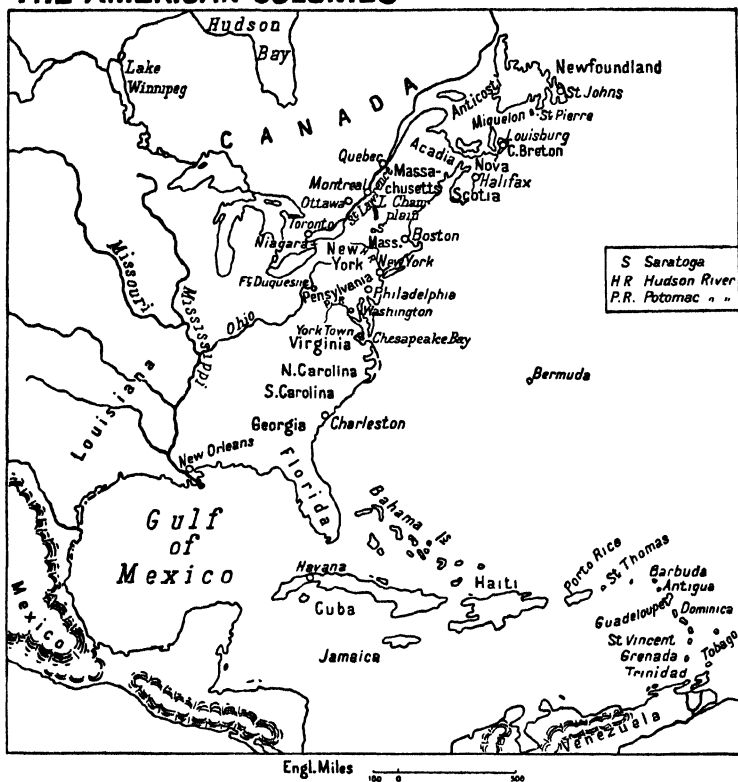 THE AMERICAN COLONIES
Hudson
Bay
Lake
Winnipeg
CANADA
Newfoundland
St Johns
Anticost
Miquelon
St Pierre
Louisburg
C.Breton
Acadia
Nova
Scotia
Halifax
Quebec
Massa-
chusetts
Montreal
Ottawa
St Lawrence
L Cham-
plain
Toronto
Niagara
S
Mass.
Boston
New
York
H R
New York
Ft Duquesne
Pensylvania
Philadelphia
P.R.
Washington
York Town
Virginia
Chesapeake Bay
Missouri
Mississippi
Ohio
N.Carolina
S.Carolina
Georgia
Charleston
Louisiana
New Orleans
Florida
S Saratoga
HR Hudson River
P.R. Potomac " "
Bermuda
Gulf
of
Mexico
Mexico
Bahama Is
Havana
Cuba
Haiti
Jamaica
Porto Rico
St Thomas
Barbuda
Antigua
Guadeloupe
Dominica
St Vincent
Grenada
Tobago
Trinidad
Venezuela
Engl.Miles
100 0 500